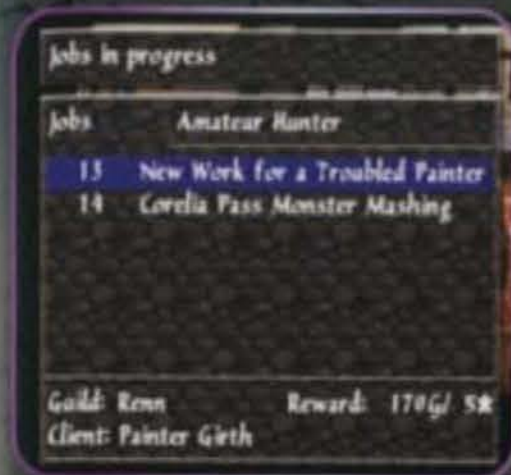 Jobs in progress
Jobs Amateur Hunter
13 New Work for a Troubled Painter
14 Corelia Pass Monster Mashing
Guild: Renn Reward: 170G/ 5★
Client: Painter Girth